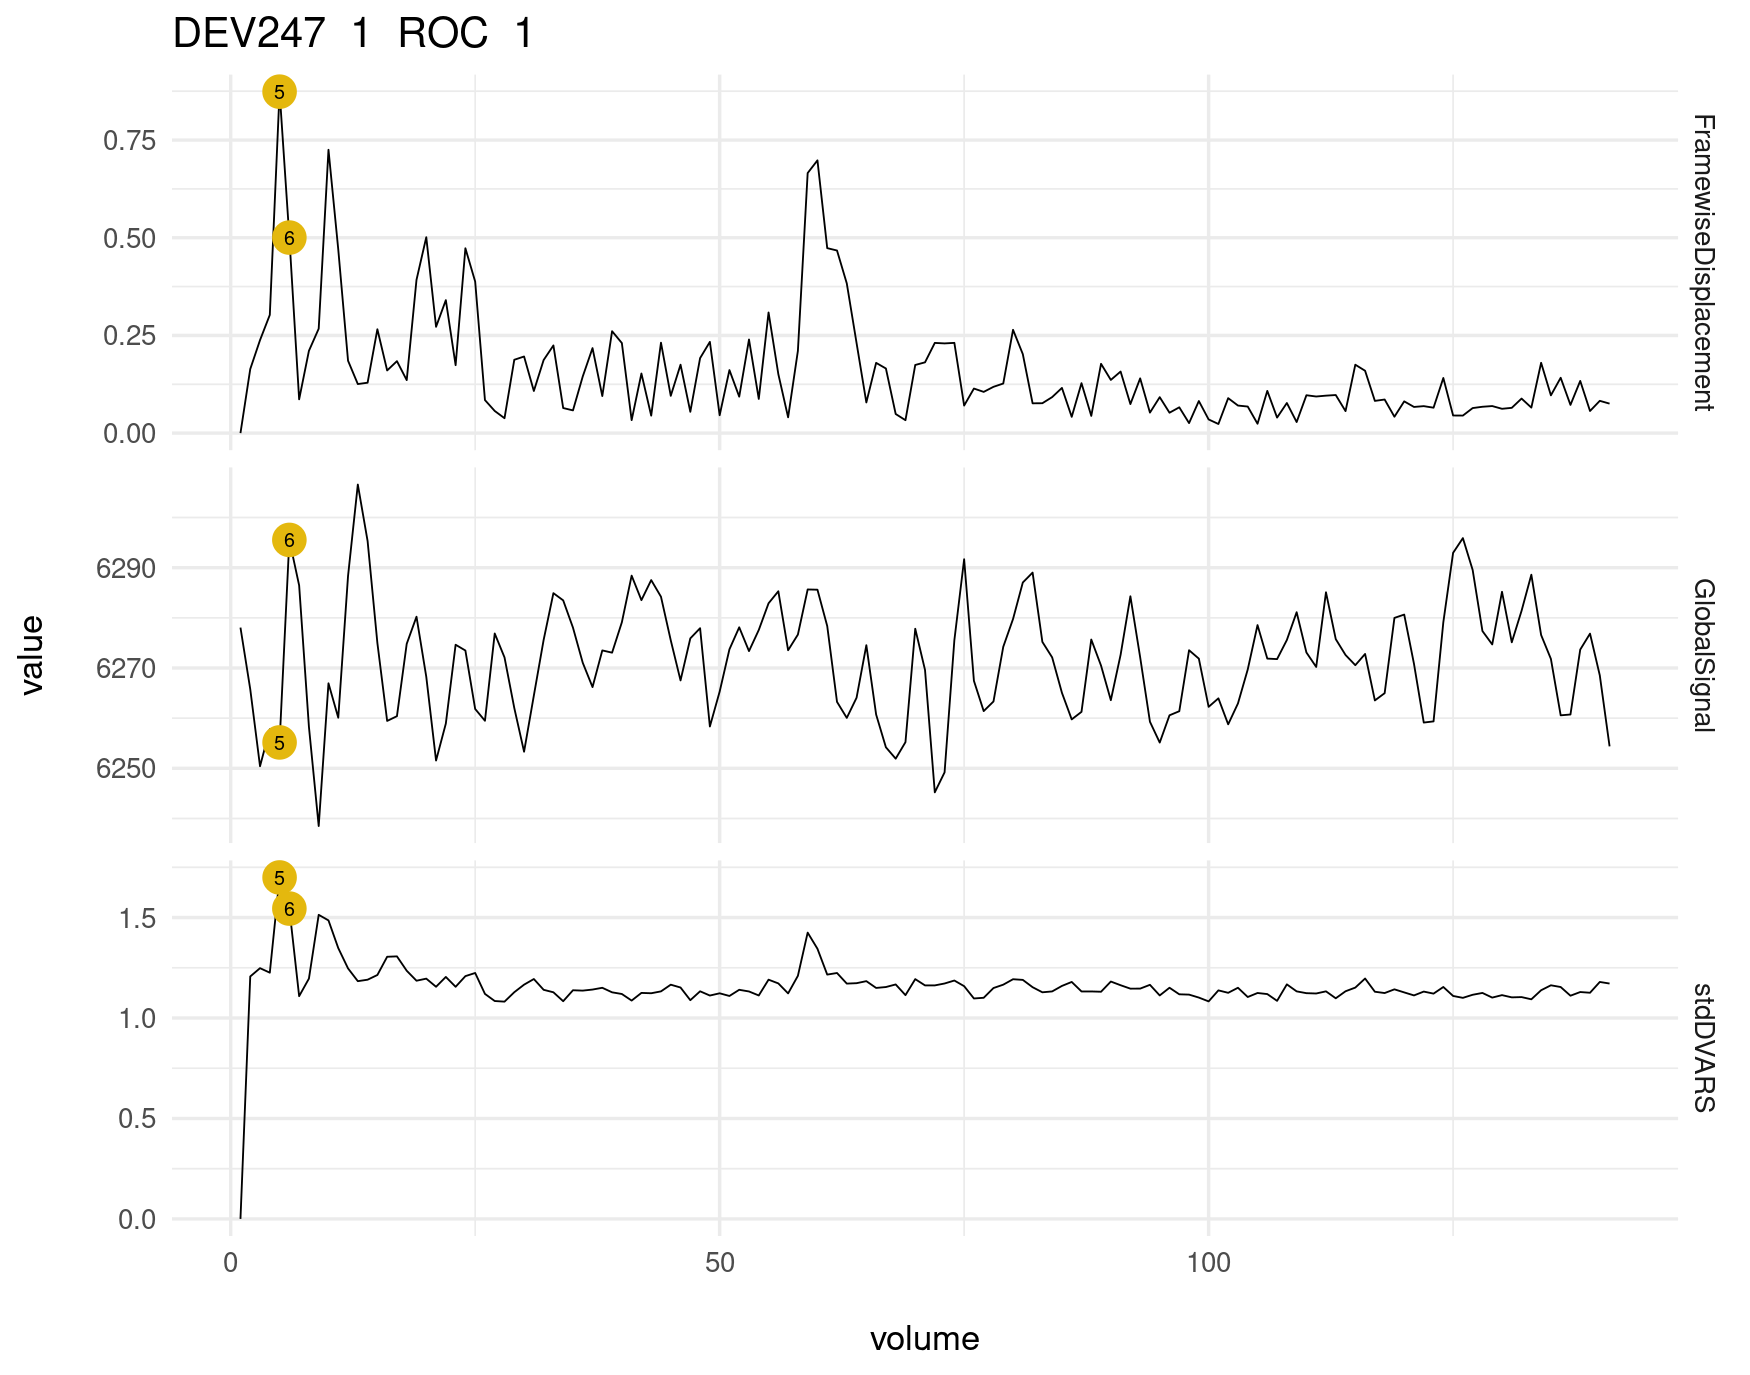 DEV247 1 ROC 1
5
6
0.75
0.50
0.25
0.00
FramewiseDisplacement
6
5
6290
6270
6250
GlobalSignal
5
6
1.5
1.0
0.5
0.0
stdDVARS
value
0 50 100
volume